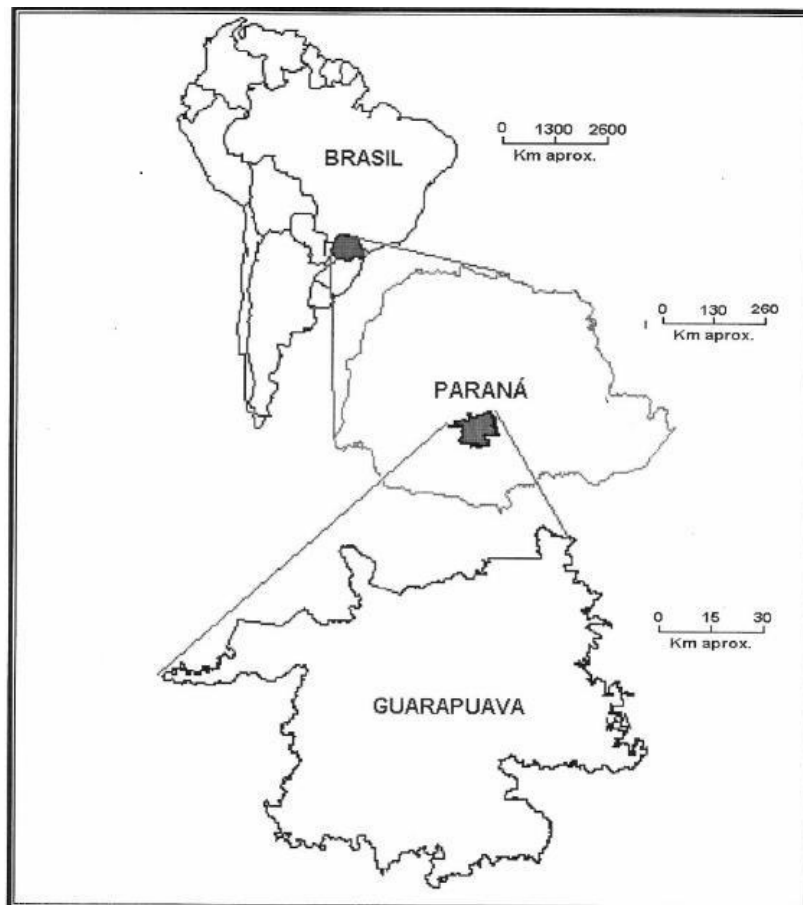 0 1300 2600
Km aprox.
BRASIL
0 130 260
Km aprox.
PARANÁ
0 15 30
Km aprox.
GUARAPUAVA